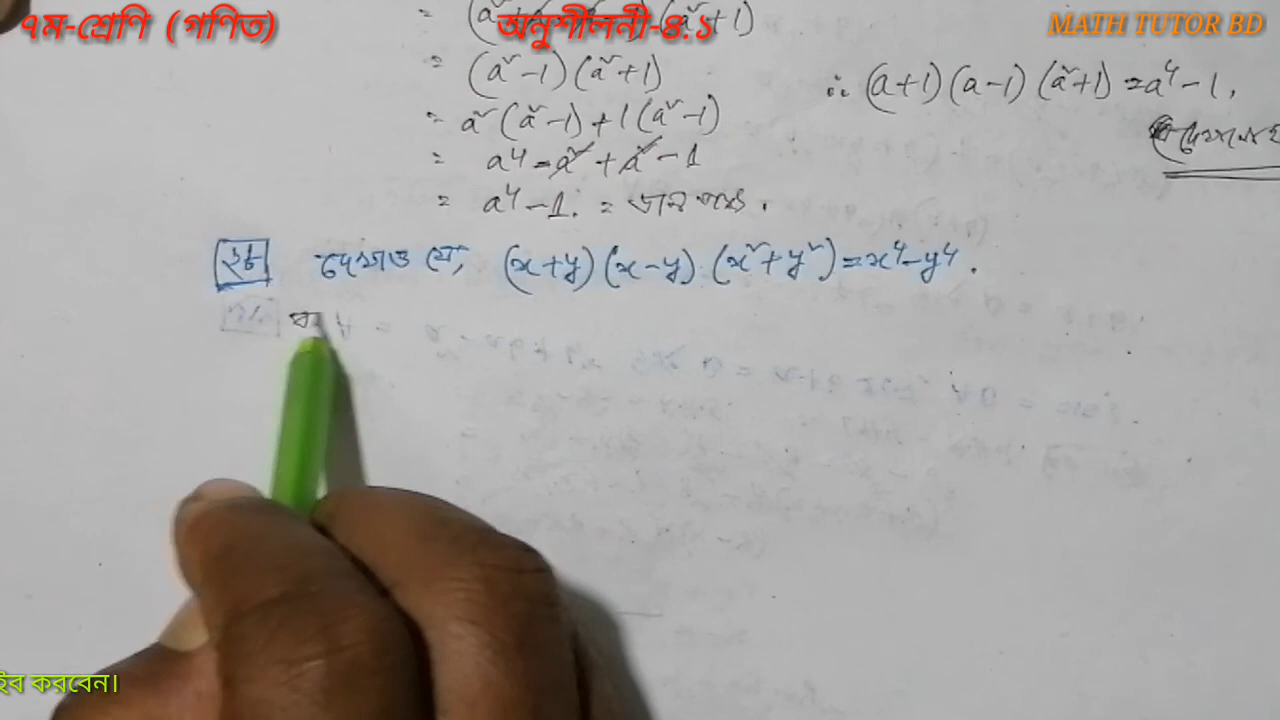 ৭ম-শ্রেণি (গণিত) অনুশীলনী-৪.১ MATH TUTOR BD
= (a²+1)
= (a²-1) (a²+1)
= a² (a²-1) + 1 (a²-1)
= a⁴ - a² + a² - 1
= a⁴ - 1. = ডান পক্ষ.
∴ (a+1) (a-1) (a²+1) = a⁴ - 1,
২৮ দেখাও যে, (x+y) (x-y) (x²+y²) = x⁴-y⁴.
ইব করবেন।